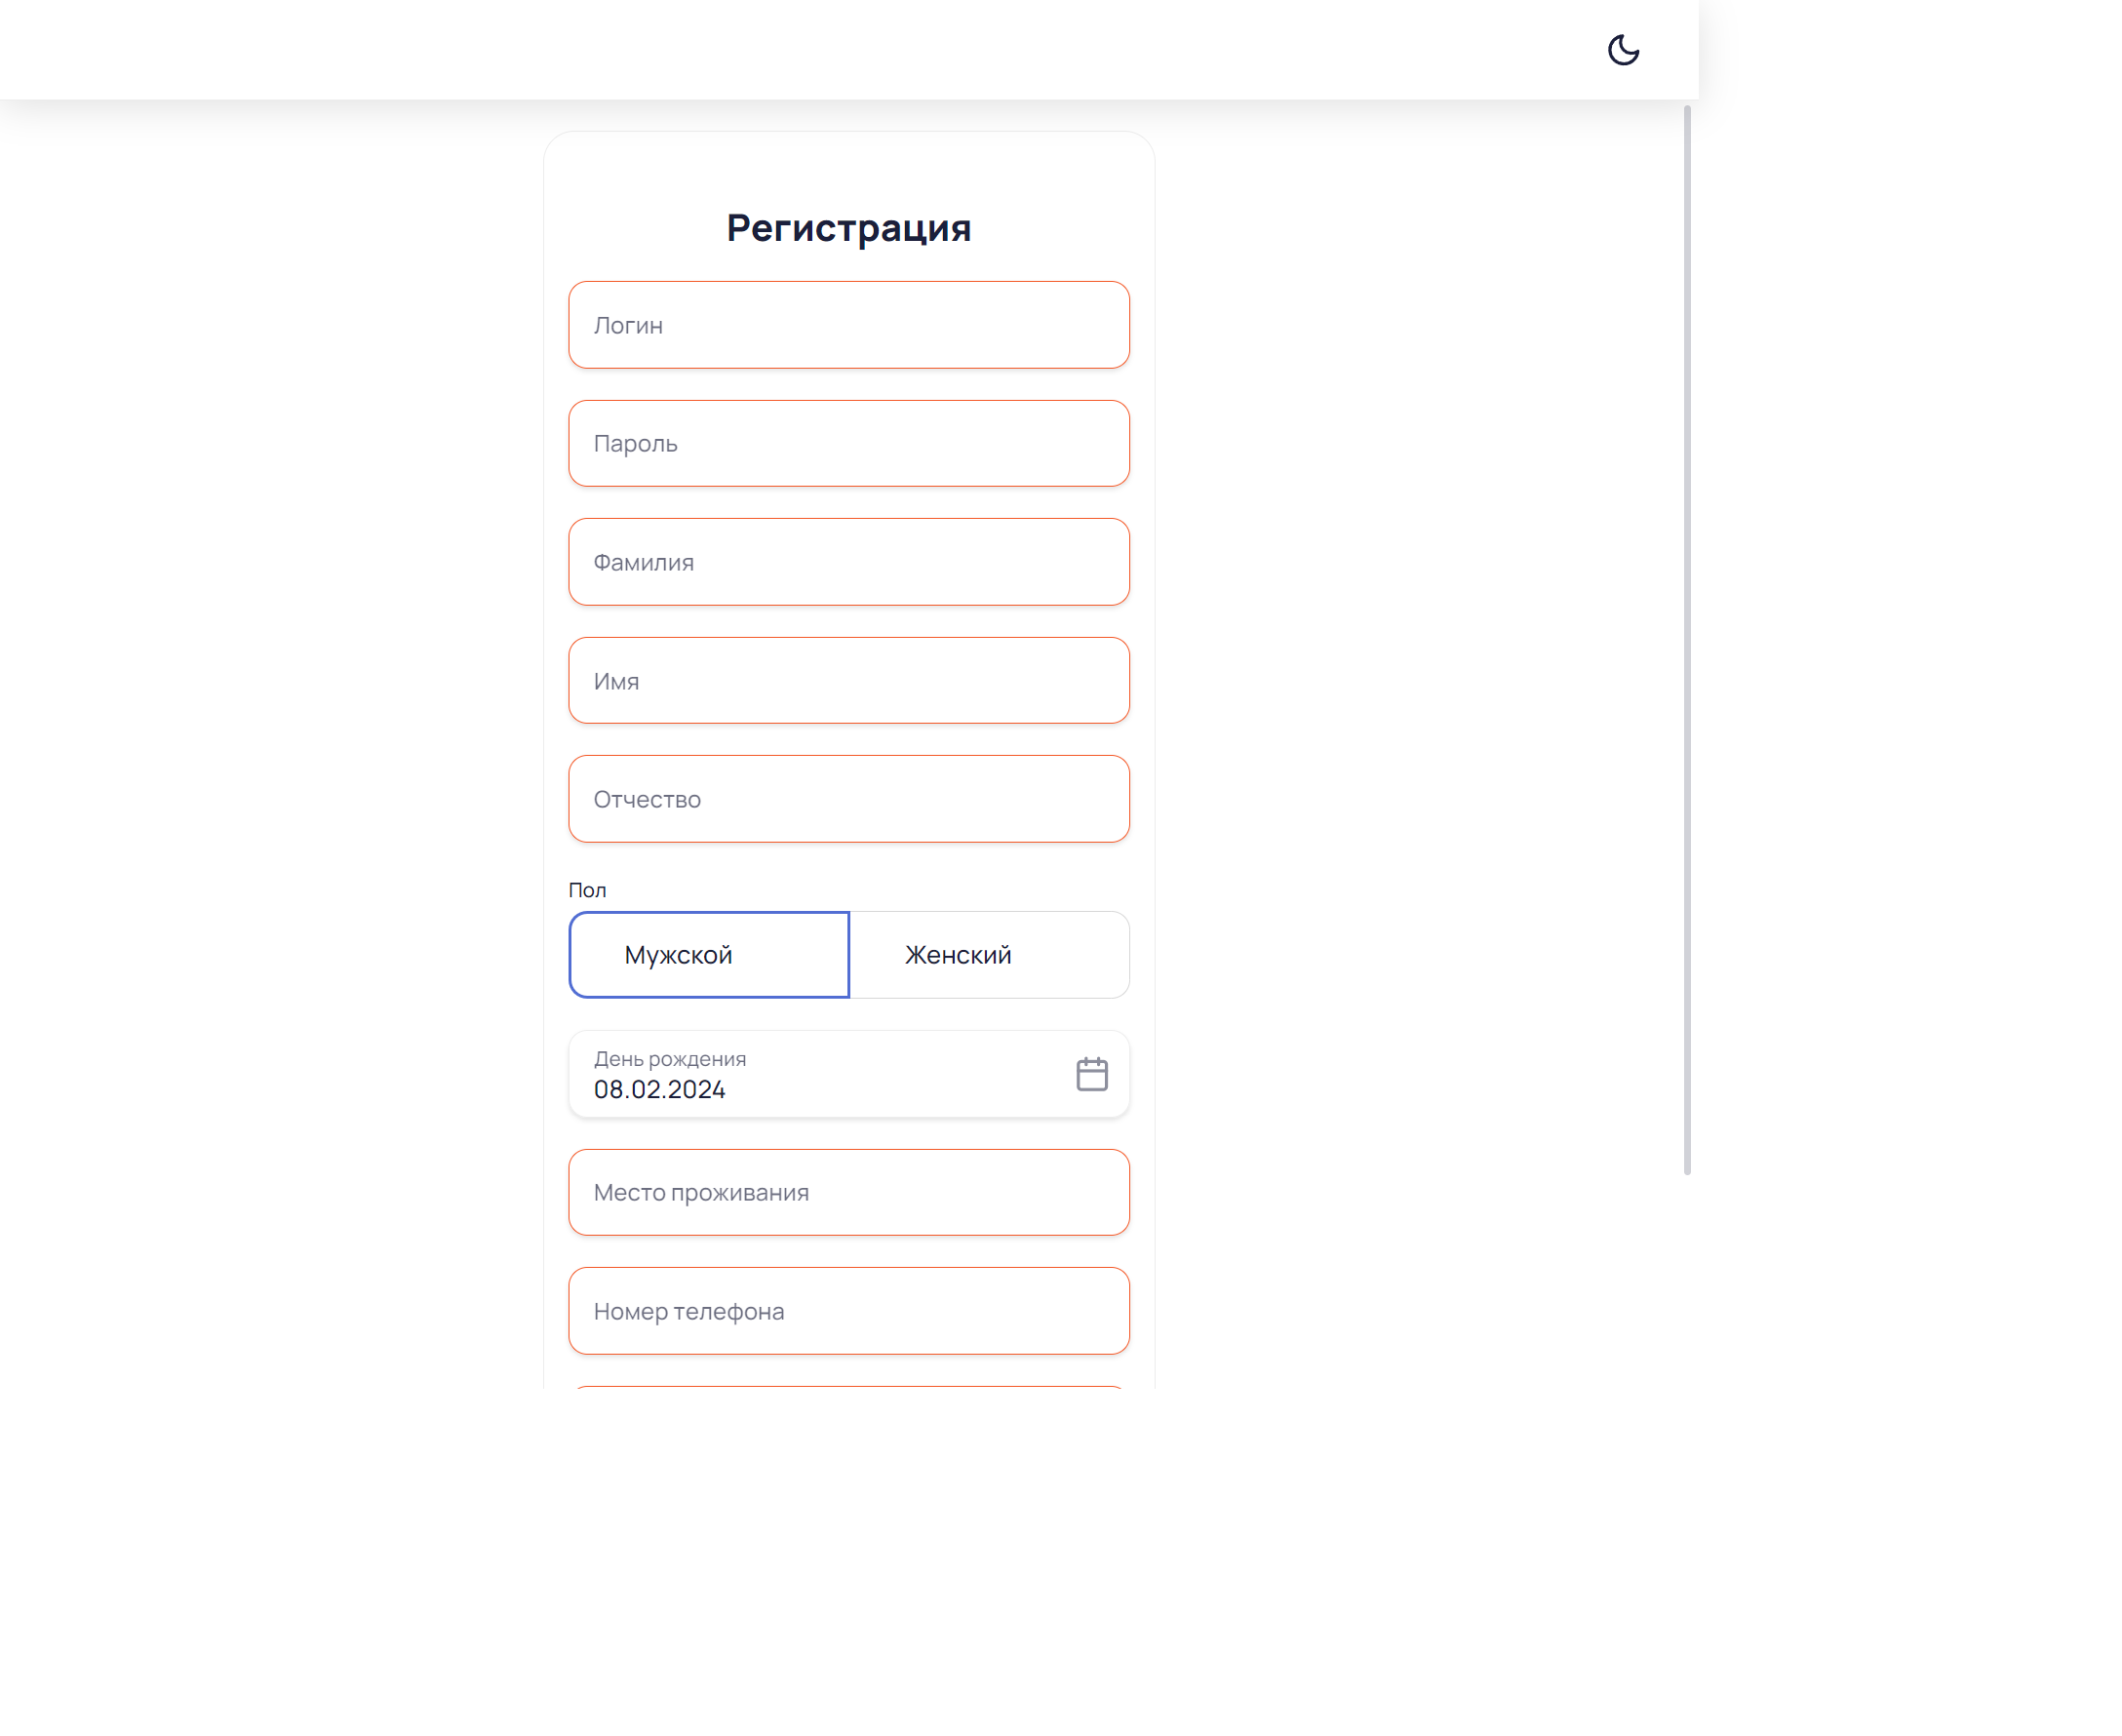 Регистрация
Логин
Пароль
Фамилия
Имя
Отчество
Пол
Мужской Женский
День рождения
08.02.2024
Место проживания
Номер телефона